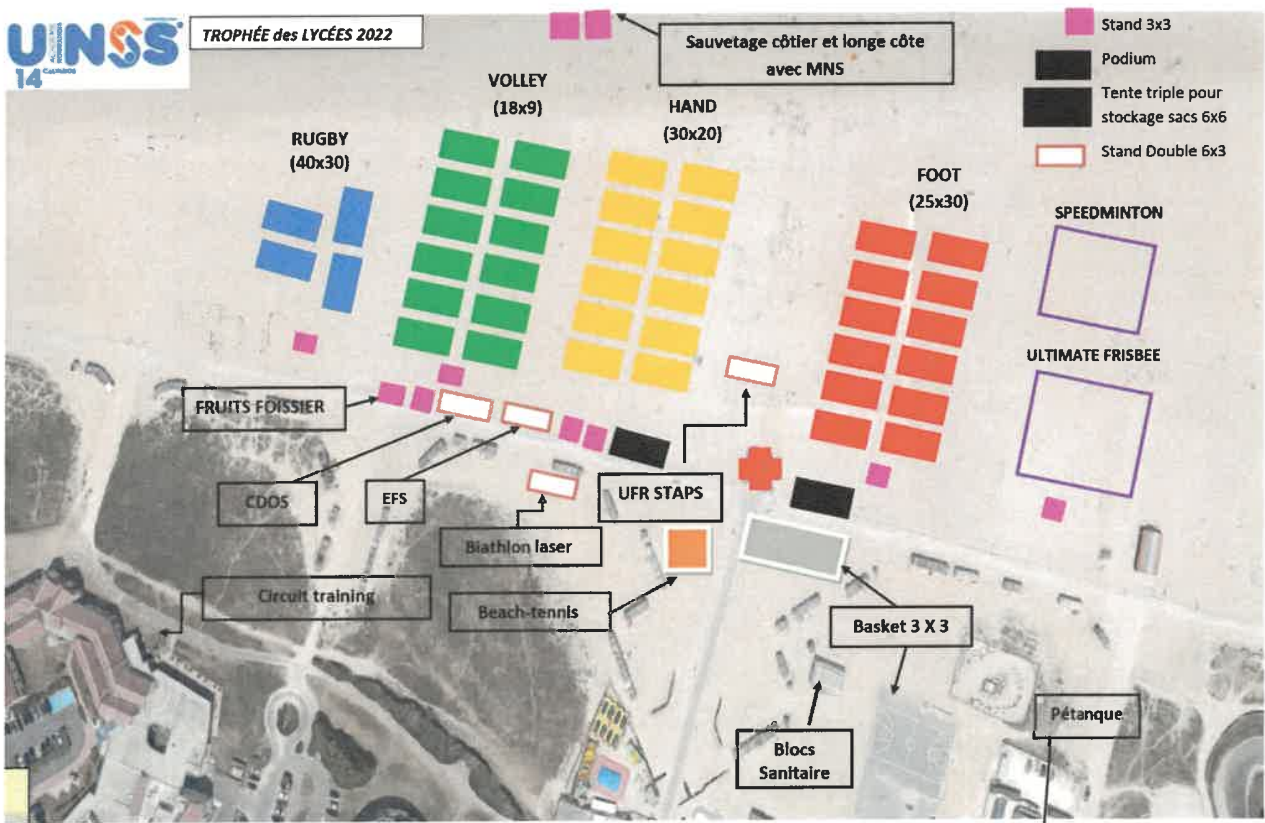 UNSS
14 CALVADOS
TROPHÉE des LYCÉES 2022
Sauvetage côtier et longe côte
avec MNS
Stand 3x3
Podium
Tente triple pour
stockage sacs 6x6
Stand Double 6x3
VOLLEY
(18x9)
HAND
(30x20)
RUGBY
(40x30)
FOOT
(25x30)
SPEEDMINTON
ULTIMATE FRISBEE
FRUITS FOISSIER
CDOS
EFS
UFR STAPS
Biathlon laser
Circuit training
Beach-tennis
Basket 3 X 3
Pétanque
Blocs
Sanitaire